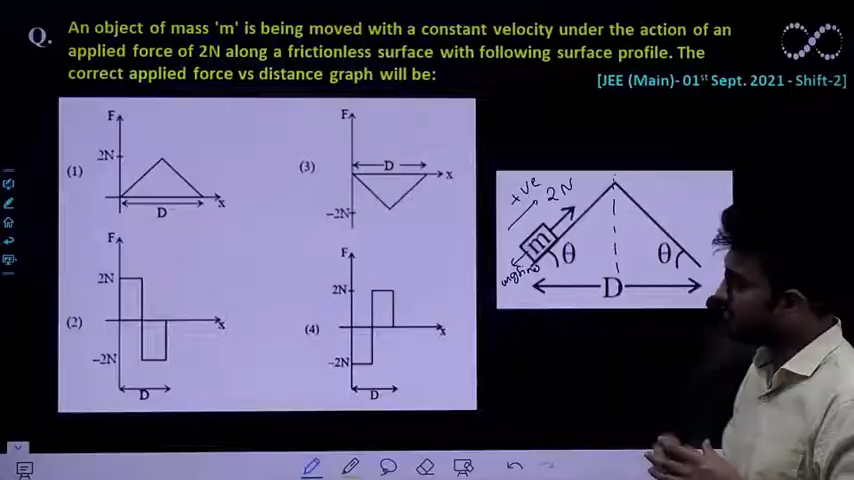 Q. An object of mass 'm' is being moved with a constant velocity under the action of an
applied force of 2N along a frictionless surface with following surface profile. The
correct applied force vs distance graph will be:
[JEE (Main)- 01st Sept. 2021 - Shift-2]
(1) F 2N D x
(3) F D x -2N
(2) F 2N -2N D x
(4) F 2N -2N D x
+ve 2N
m θ θ
mgsinθ
D